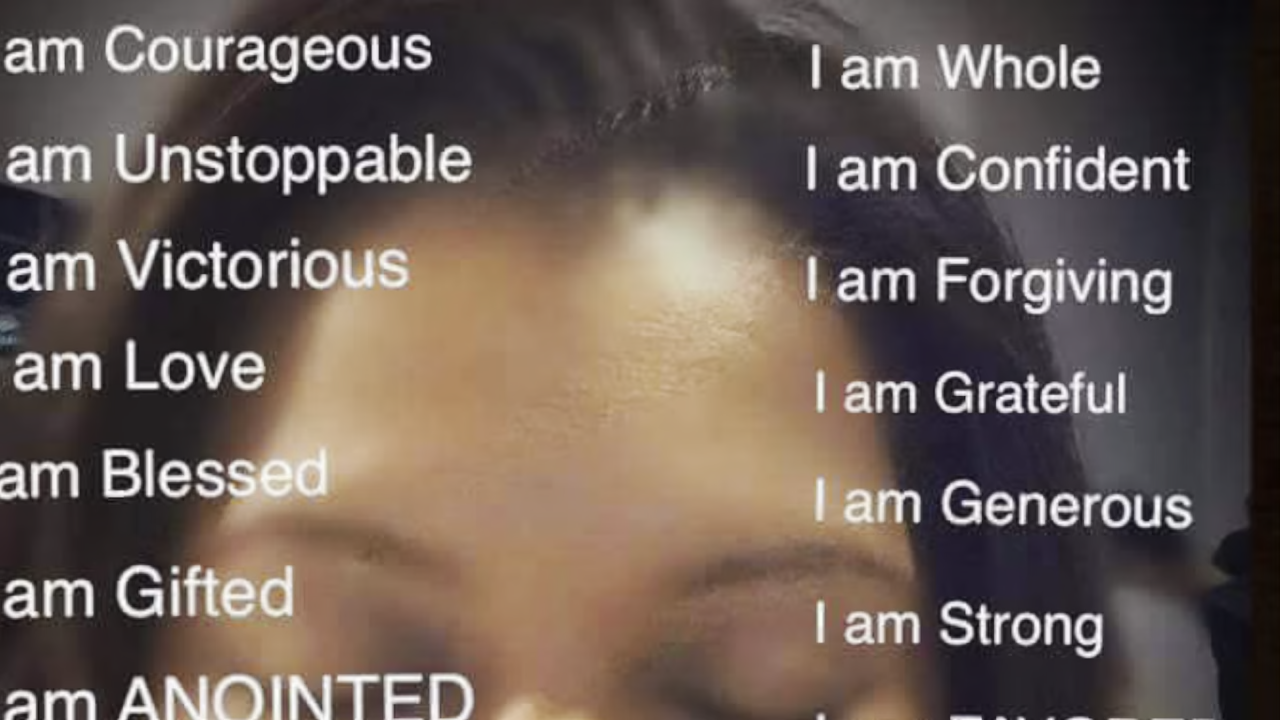 am Courageous
am Unstoppable
am Victorious
am Love
am Blessed
am Gifted
am ANOINTED
I am Whole
I am Confident
I am Forgiving
I am Grateful
I am Generous
I am Strong